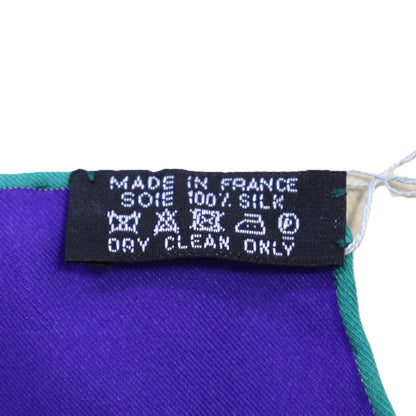 MADE IN FRANCE
SOIE 100% SILK
P
DRY CLEAN ONLY